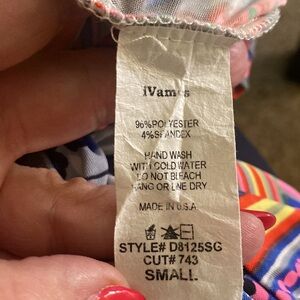 iVames
96%POLYESTER
4%SPANDEX
HAND WASH
WITH COLD WATER
DO NOT BLEACH
HANG OR LINE DRY
MADE IN U.S.A
STYLE# D8125SG
CUT# 743
SMALL